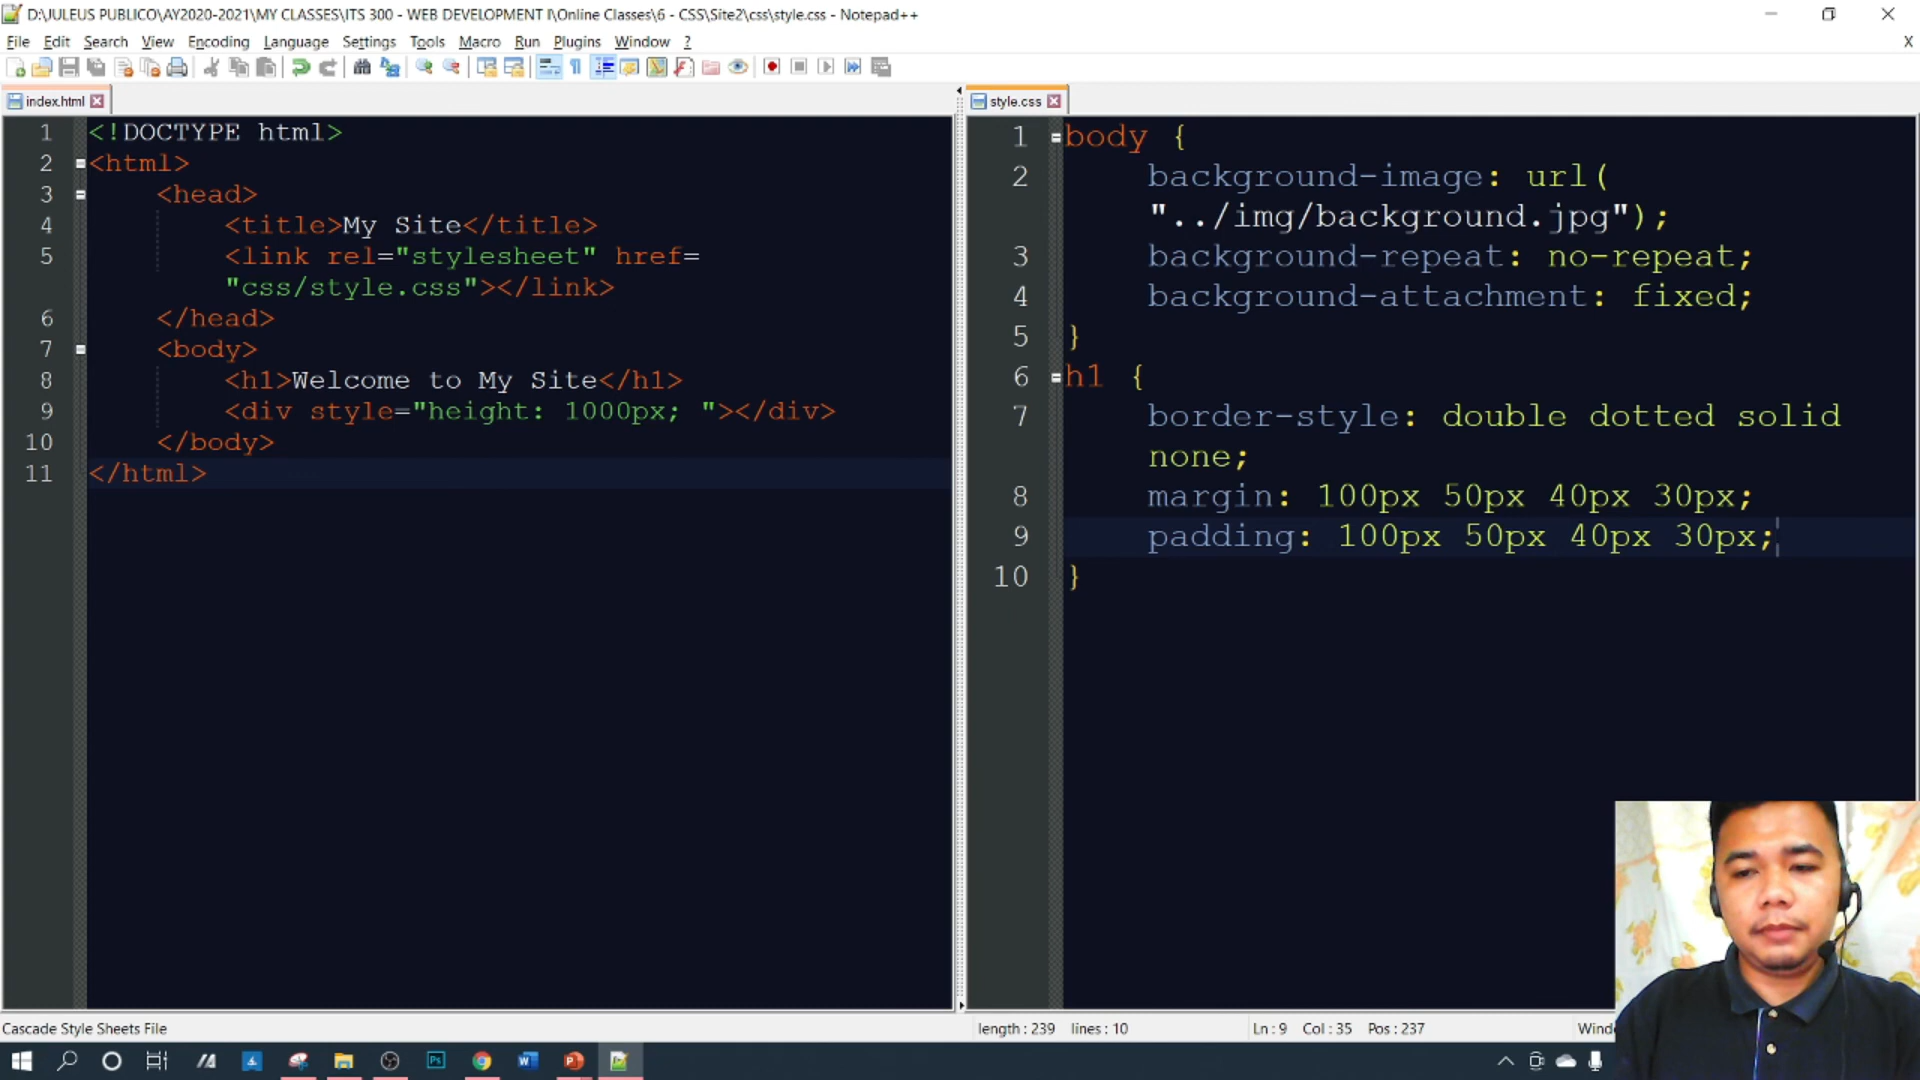 D:\JULEUS PUBLICO\AY2020-2021\MY CLASSES\ITS 300 - WEB DEVELOPMENT I\Online Classes\6 - CSS\Site2\css\style.css - Notepad++
File Edit Search View Encoding Language Settings Tools Macro Run Plugins Window ? X
index.html
1 <!DOCTYPE html>
2 <html>
3 <head>
4 <title>My Site</title>
5 <link rel="stylesheet" href=
"css/style.css"></link>
6 </head>
7 <body>
8 <h1>Welcome to My Site</h1>
9 <div style="height: 1000px; "></div>
10 </body>
11 </html>
style.css
1 body {
2 background-image: url(
"../img/background.jpg");
3 background-repeat: no-repeat;
4 background-attachment: fixed;
5 }
6 h1 {
7 border-style: double dotted solid
none;
8 margin: 100px 50px 40px 30px;
9 padding: 100px 50px 40px 30px;
10 }
Cascade Style Sheets File length : 239 lines : 10 Ln : 9 Col : 35 Pos : 237 Wind